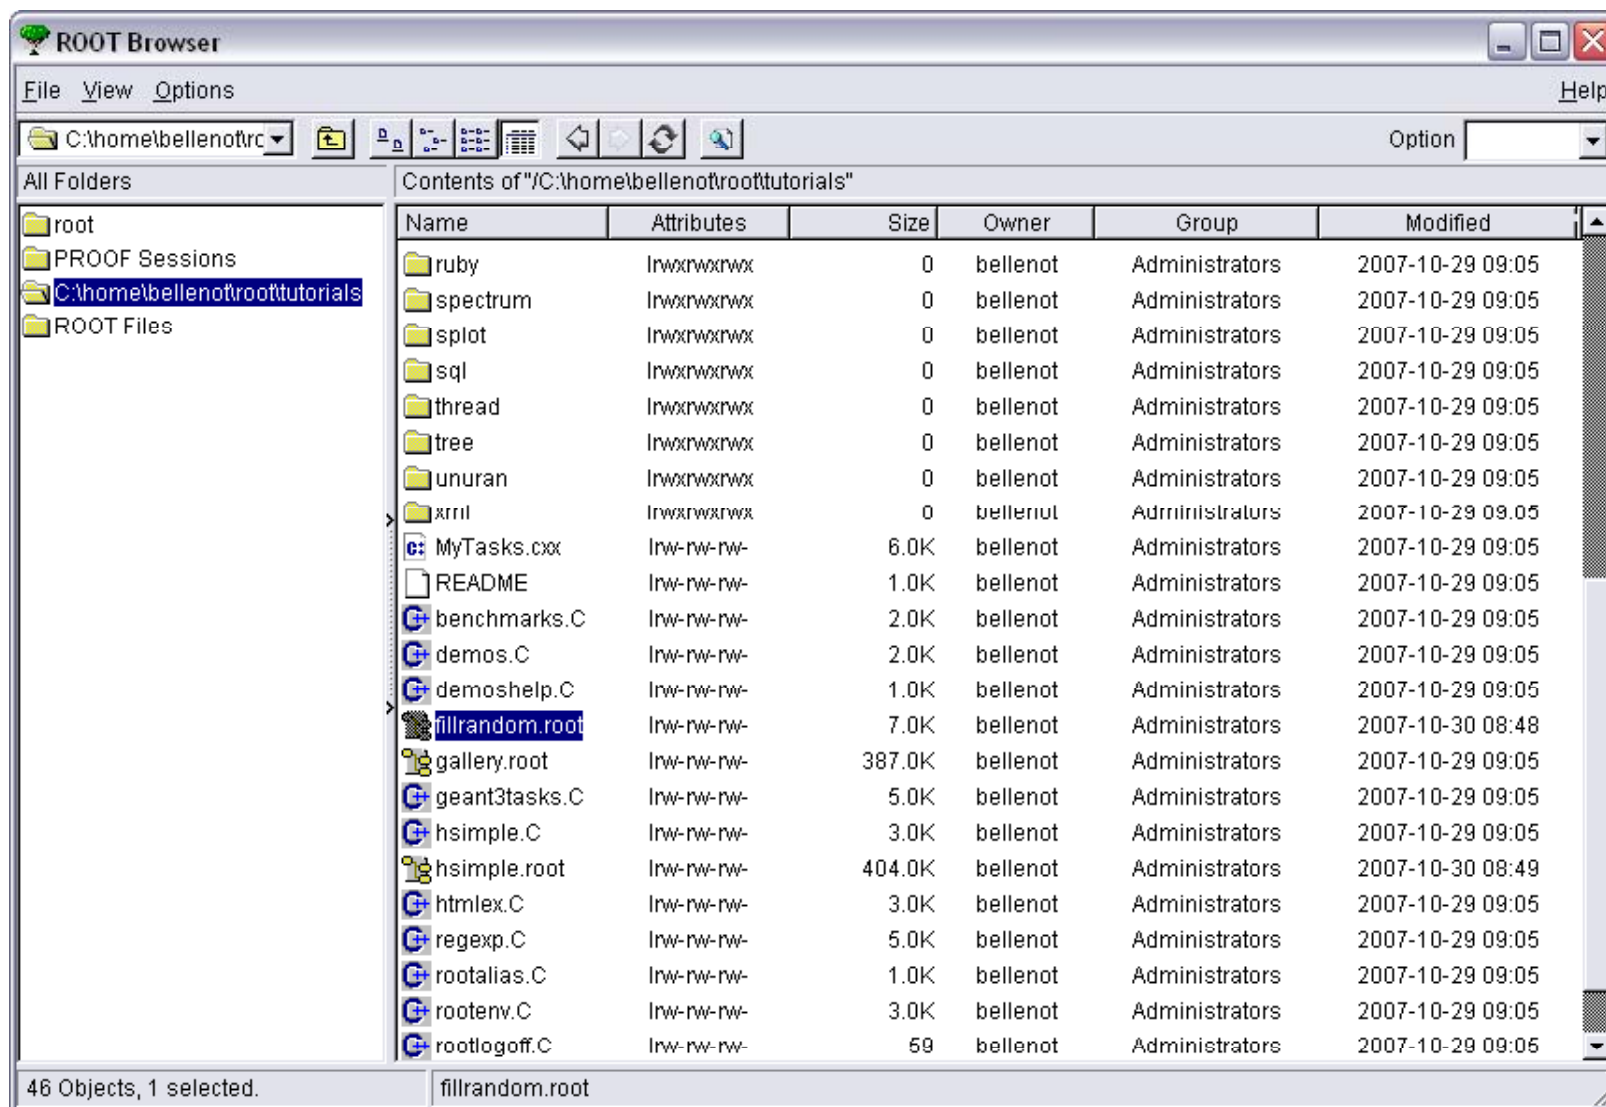 ROOT Browser
File View Options Help
C:\home\bellenot\rc Option
All Folders Contents of "/C:\home\bellenot\root\tutorials"
root
PROOF Sessions
C:\home\bellenot\root\tutorials
ROOT Files
Name Attributes Size Owner Group Modified
ruby lrwxrwxrwx 0 bellenot Administrators 2007-10-29 09:05
spectrum lrwxrwxrwx 0 bellenot Administrators 2007-10-29 09:05
splot lrwxrwxrwx 0 bellenot Administrators 2007-10-29 09:05
sql lrwxrwxrwx 0 bellenot Administrators 2007-10-29 09:05
thread lrwxrwxrwx 0 bellenot Administrators 2007-10-29 09:05
tree lrwxrwxrwx 0 bellenot Administrators 2007-10-29 09:05
unuran lrwxrwxrwx 0 bellenot Administrators 2007-10-29 09:05
xml lrwxrwxrwx 0 bellenot Administrators 2007-10-29 09:05
MyTasks.cxx lrw-rw-rw- 6.0K bellenot Administrators 2007-10-29 09:05
README lrw-rw-rw- 1.0K bellenot Administrators 2007-10-29 09:05
benchmarks.C lrw-rw-rw- 2.0K bellenot Administrators 2007-10-29 09:05
demos.C lrw-rw-rw- 2.0K bellenot Administrators 2007-10-29 09:05
demoshelp.C lrw-rw-rw- 1.0K bellenot Administrators 2007-10-29 09:05
fillrandom.root lrw-rw-rw- 7.0K bellenot Administrators 2007-10-30 08:48
gallery.root lrw-rw-rw- 387.0K bellenot Administrators 2007-10-29 09:05
geant3tasks.C lrw-rw-rw- 5.0K bellenot Administrators 2007-10-29 09:05
hsimple.C lrw-rw-rw- 3.0K bellenot Administrators 2007-10-29 09:05
hsimple.root lrw-rw-rw- 404.0K bellenot Administrators 2007-10-30 08:49
htmlex.C lrw-rw-rw- 3.0K bellenot Administrators 2007-10-29 09:05
regexp.C lrw-rw-rw- 5.0K bellenot Administrators 2007-10-29 09:05
rootalias.C lrw-rw-rw- 1.0K bellenot Administrators 2007-10-29 09:05
rootenv.C lrw-rw-rw- 3.0K bellenot Administrators 2007-10-29 09:05
rootlogoff.C lrw-rw-rw- 59 bellenot Administrators 2007-10-29 09:05
46 Objects, 1 selected. fillrandom.root